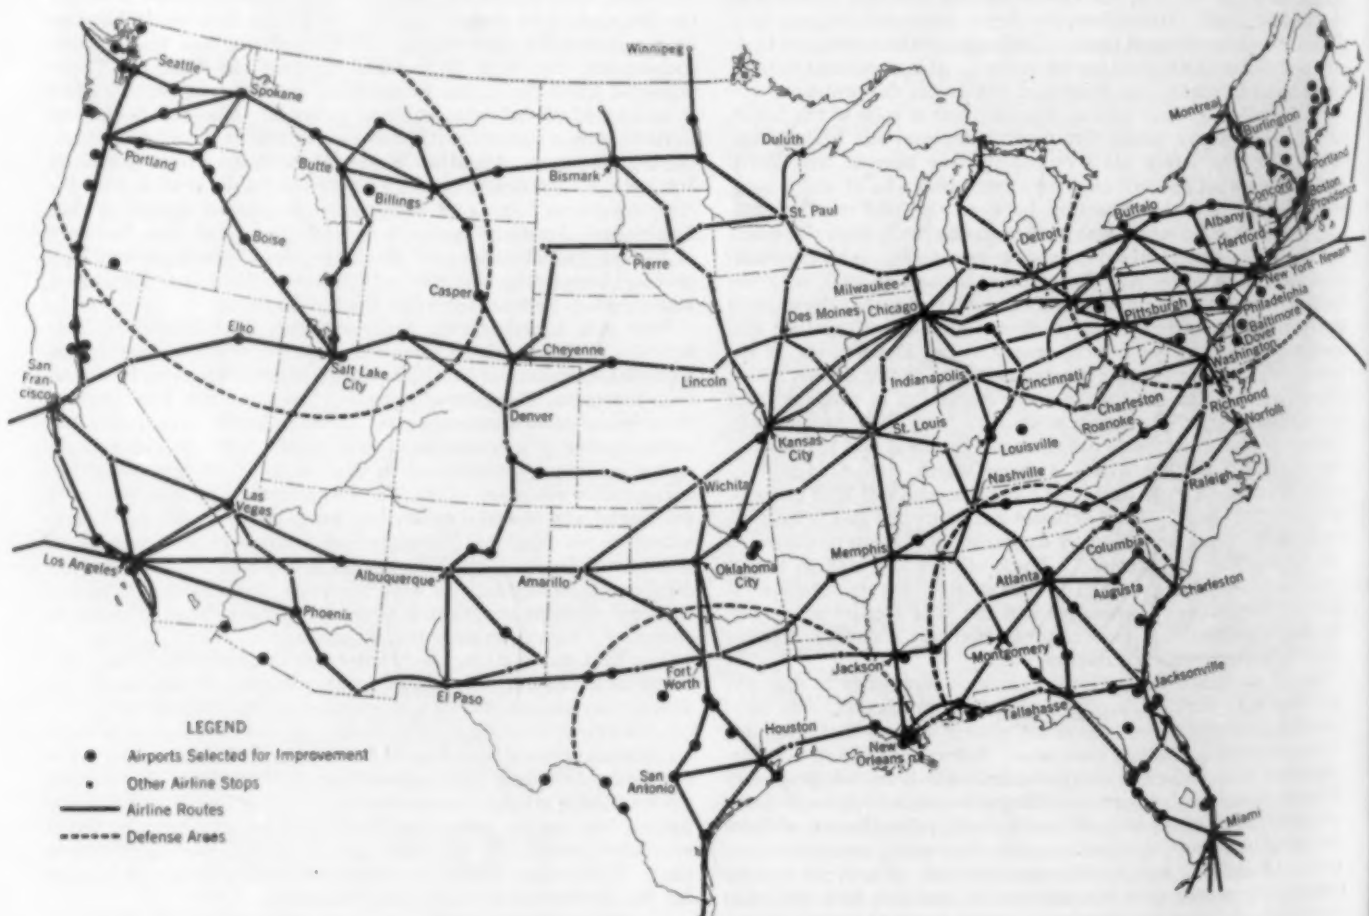 Winnipeg
Seattle
Spokane
Portland
Butte
Billings
Bismark
Duluth
St. Paul
Montreal
Burlington
Portland
Concord
Boston
Providence
Albany
Hartford
Buffalo
Detroit
New York-Newark
Boise
Pierre
Casper
Milwaukee
Chicago
Des Moines
Pittsburgh
Philadelphia
Baltimore
Dover
Washington
Elko
Salt Lake
City
Cheyenne
Lincoln
Indianapolis
Cincinnati
San
Fran
cisco
Denver
Kansas
City
St. Louis
Louisville
Charleston
Roanoke
Richmond
Norfolk
Las
Vegas
Wichita
Nashville
Raleigh
Los Angeles
Albuquerque
Amarillo
Oklahoma
City
Memphis
Atlanta
Columbia
Augusta
Charleston
Phoenix
El Paso
Fort
Worth
Jackson
Montgomery
Jacksonville
Tallahasse
Houston
New
Orleans
San
Antonio
Miami
LEGEND
Airports Selected for Improvement
Other Airline Stops
Airline Routes
Defense Areas